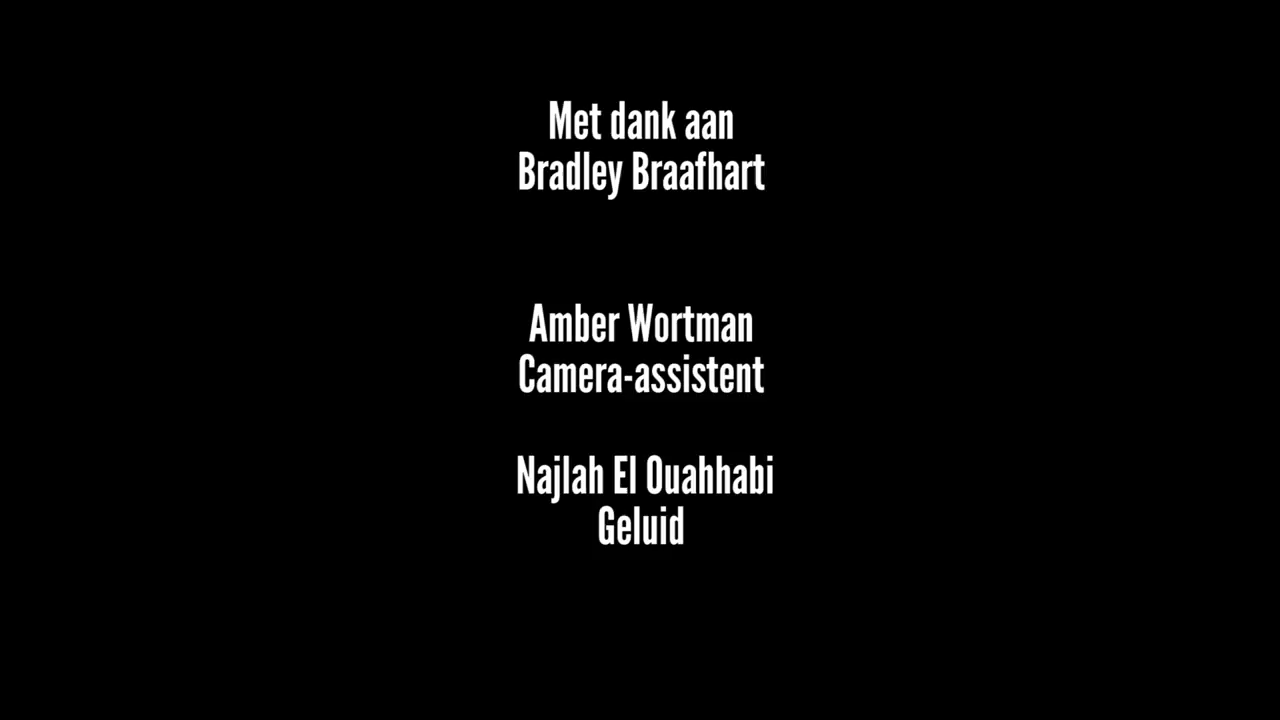 Met dank aan
Bradley Braafhart
Amber Wortman
Camera-assistent
Najlah El Ouahhabi
Geluid